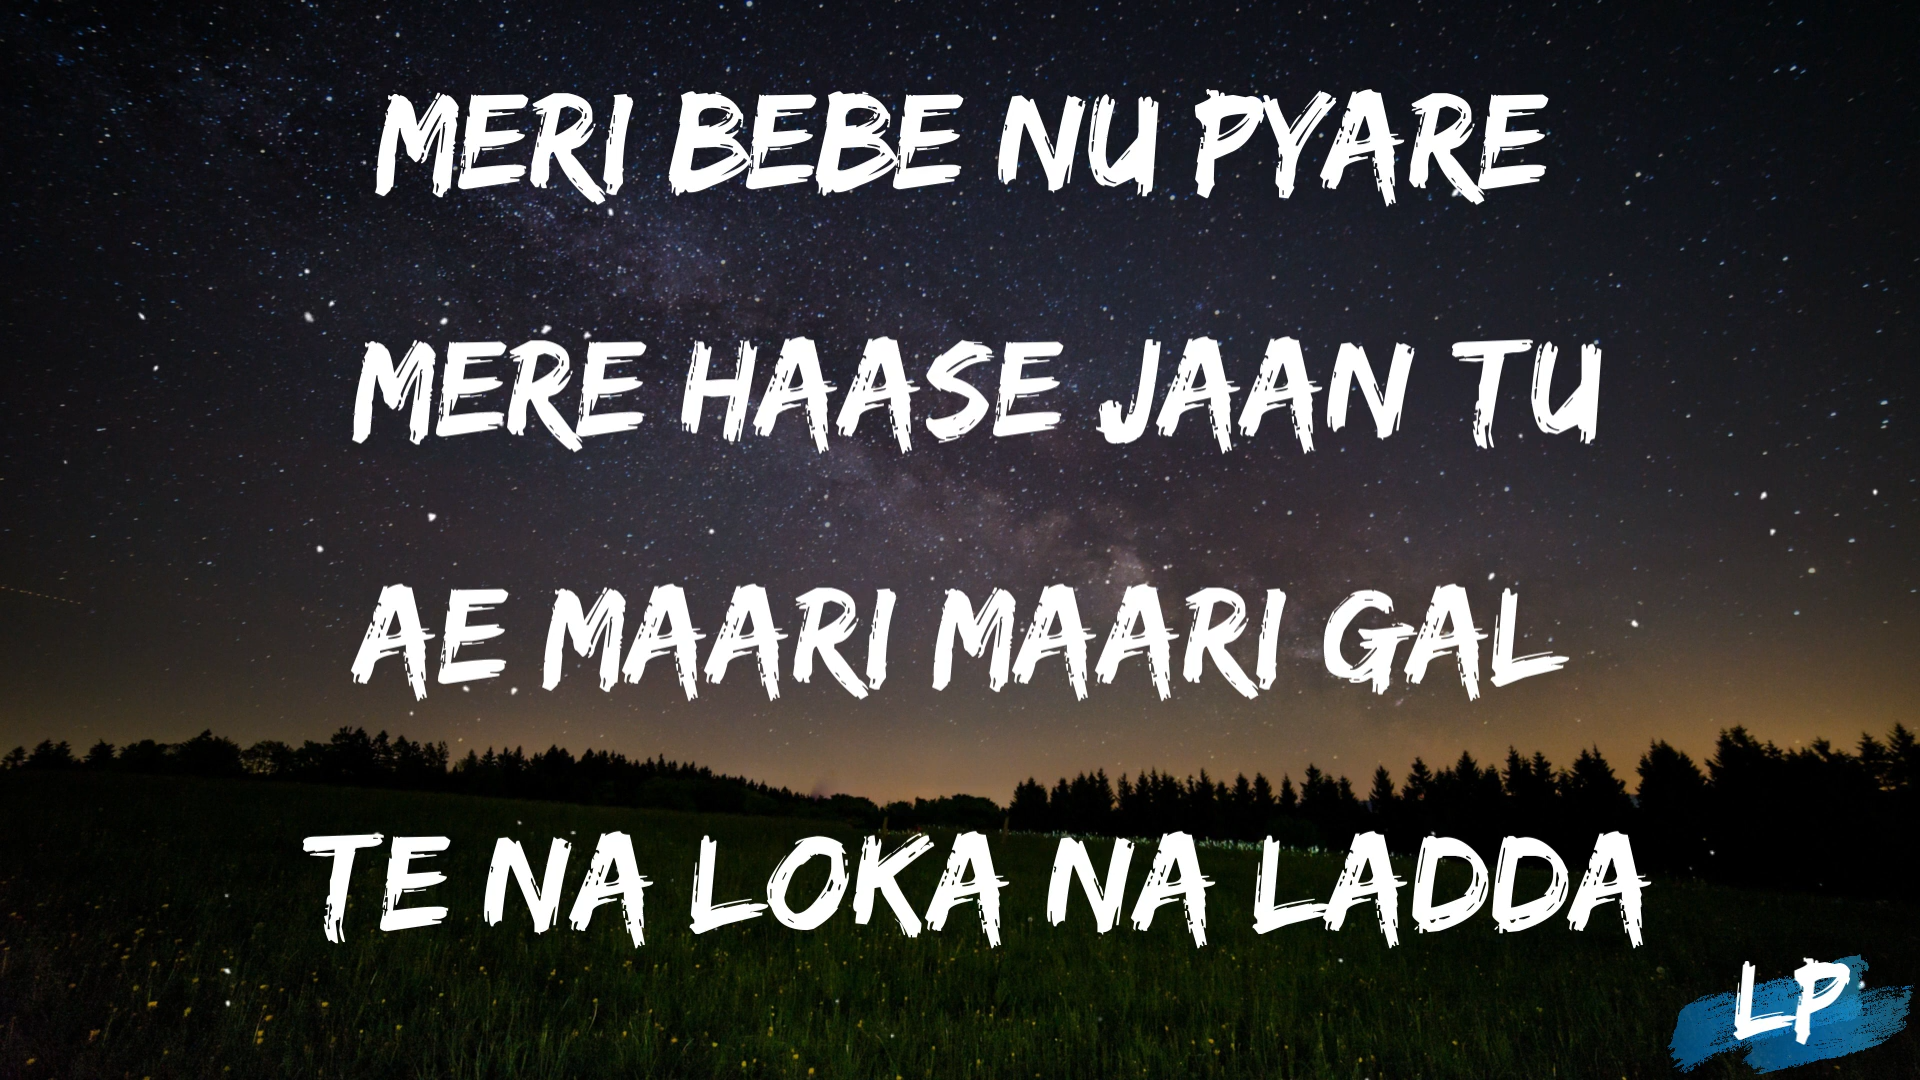 MERI BEBE NU PYARE
MERE HAASE JAAN TU
AE MAARI MAARI GAL
TE NA LOKA NA LADDA
LP